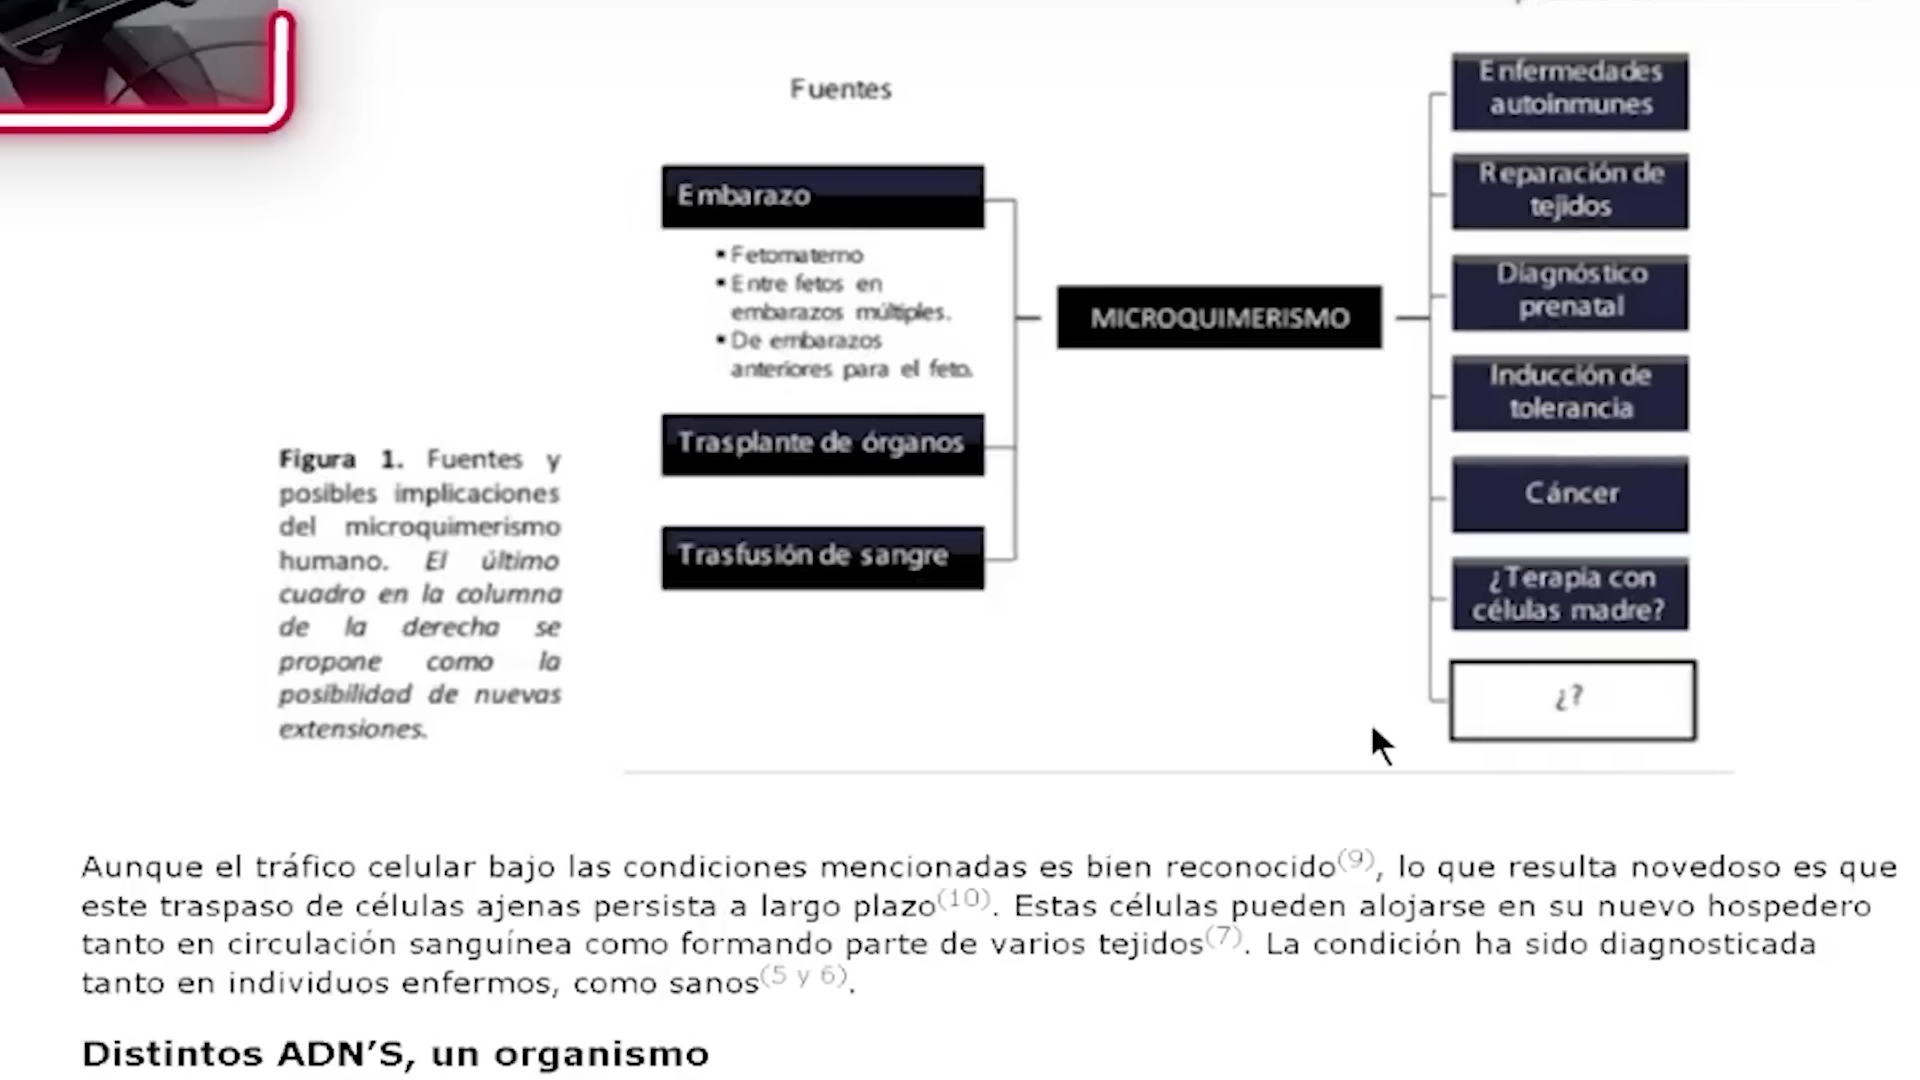 Fuentes
Embarazo
▪ Fetomaterno
▪ Entre fetos en
embarazos múltiples.
▪ De embarazos
anteriores para el feto.
Trasplante de órganos
Trasfusión de sangre
MICROQUIMERISMO
Enfermedades
autoinmunes
Reparación de
tejidos
Diagnóstico
prenatal
Inducción de
tolerancia
Cáncer
¿Terapia con
células madre?
¿?
Figura 1. Fuentes y
posibles implicaciones
del microquimerismo
humano. El último
cuadro en la columna
de la derecha se
propone como la
posibilidad de nuevas
extensiones.
Aunque el tráfico celular bajo las condiciones mencionadas es bien reconocido(9), lo que resulta novedoso es que
este traspaso de células ajenas persista a largo plazo(10). Estas células pueden alojarse en su nuevo hospedero
tanto en circulación sanguínea como formando parte de varios tejidos(7). La condición ha sido diagnosticada
tanto en individuos enfermos, como sanos(5 y 6).
Distintos ADN’S, un organismo